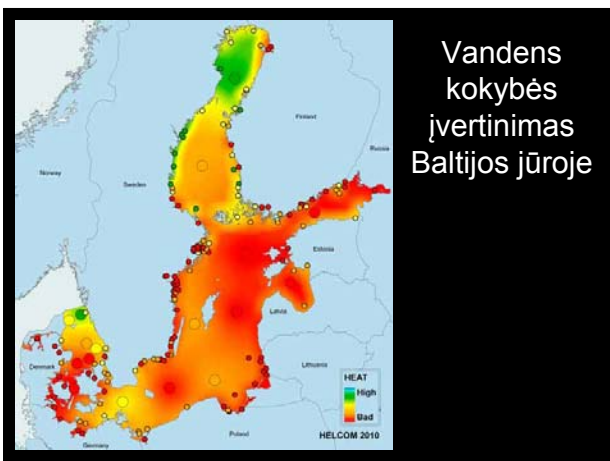 Vandens
kokybės
įvertinimas
Baltijos jūroje
Finland
Russia
Norway
Sweden
Estonia
Latvia
Denmark
Lithuania
HEAT
High
Bad
Germany
Poland
HELCOM 2010